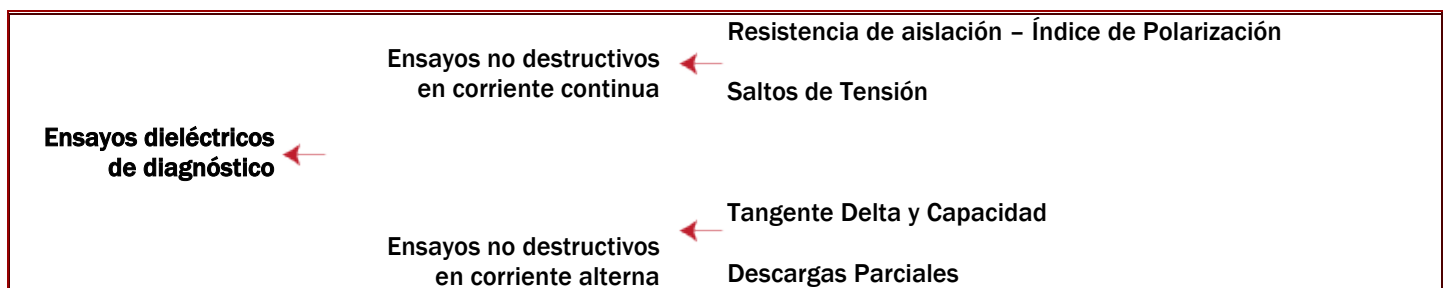 Resistencia de aislación – Índice de Polarización
Ensayos no destructivos
en corriente continua
Saltos de Tensión
Ensayos dieléctricos
de diagnóstico
Tangente Delta y Capacidad
Ensayos no destructivos
en corriente alterna
Descargas Parciales